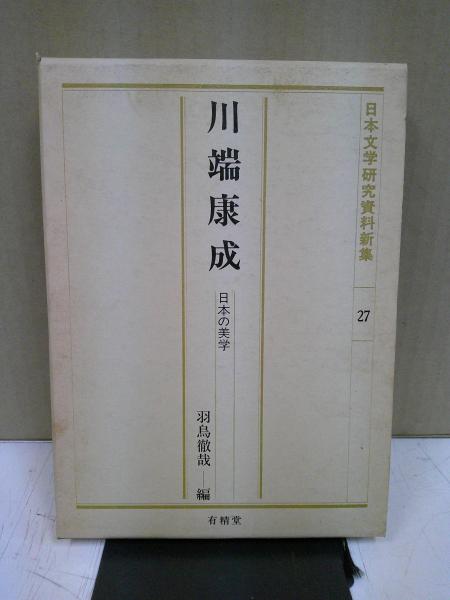 日本文学研究資料新集
27
川端康成
日本の美学
羽鳥徹哉―編
有精堂